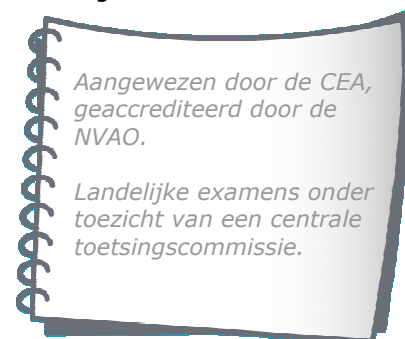 Aangewezen door de CEA,
geaccrediteerd door de
NVAO.
Landelijke examens onder
toezicht van een centrale
toetsingscommissie.